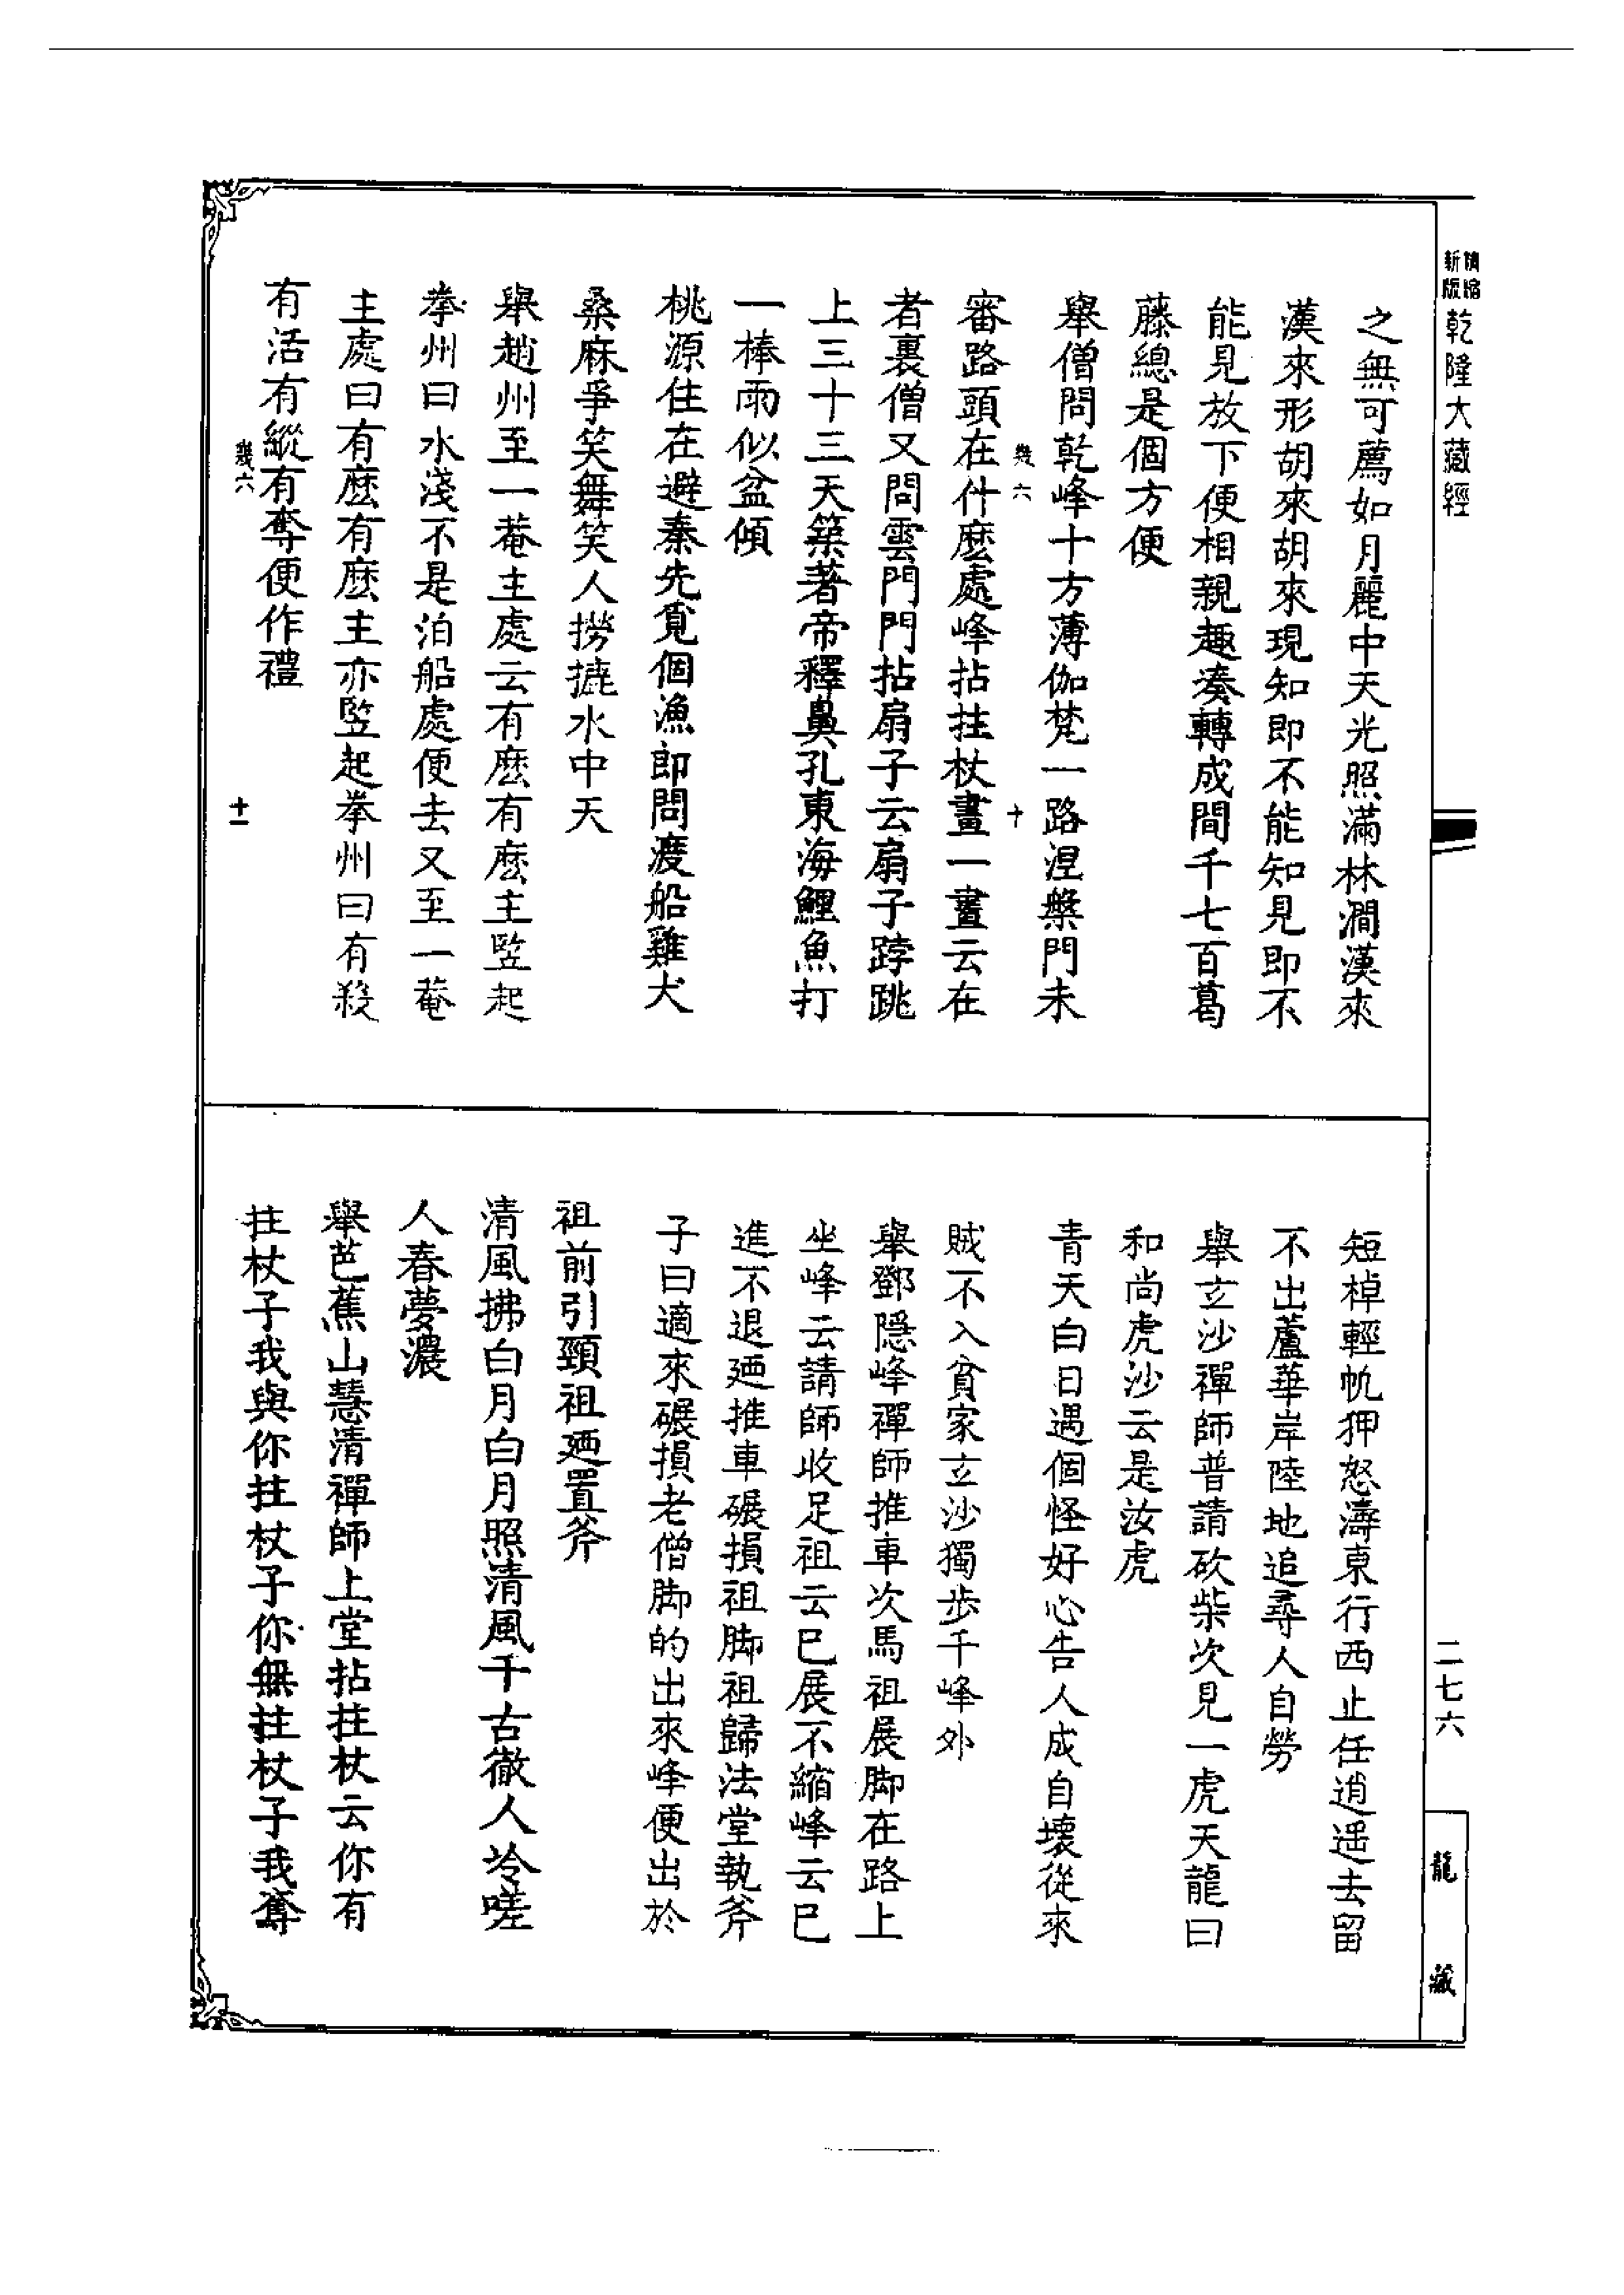 精縮
新版
乾隆大藏經
之無可薦如月麗中天光照滿林澗漢來
漢來形胡來胡來現知即不能知見即不
能見放下便相親趣湊轉成間千七百葛
藤總是個方便
舉僧問乾峰十方薄伽梵一路涅槃門未
幾六
十
審路頭在什麽處峰拈拄杖畫一畫云在
者裏僧又問雲門門拈扇子云扇子𨁝跳
上三十三天築著帝釋鼻孔東海鯉魚打
一棒雨似盆傾
桃源住在避秦先覓個漁郎問渡船雞犬
桑麻爭笑舞笑人撈摝水中天
舉趙州至一菴主處云有麽有麽主竪起
拳州曰水淺不是泊船處便去又至一菴
主處曰有麽有麽主亦竪起拳州曰有殺
有活有縱有奪便作禮
幾六
十一
短棹輕帆狎怒濤東行西止任逍遥去留
不出蘆華岸陸地追尋人自勞
舉玄沙禪師普請砍柴次見一虎天龍曰
和尚虎沙云是汝虎
青天白日遇個怪好心告人成自壞從來
賊不入貧家玄沙獨步千峰外
舉鄧隱峰禪師推車次馬祖展脚在路上
坐峰云請師收足祖云已展不縮峰云已
進不退廼推車碾損祖脚祖歸法堂執斧
子曰適來碾損老僧脚的出來峰便出於
祖前引頸祖廼置斧
清風拂白月白月照清風千古徹人冷嗟
人春夢濃
舉芭蕉山慧清禪師上堂拈拄杖云你有
拄杖子我與你拄杖子你無拄杖子我奪
二七六
龍藏